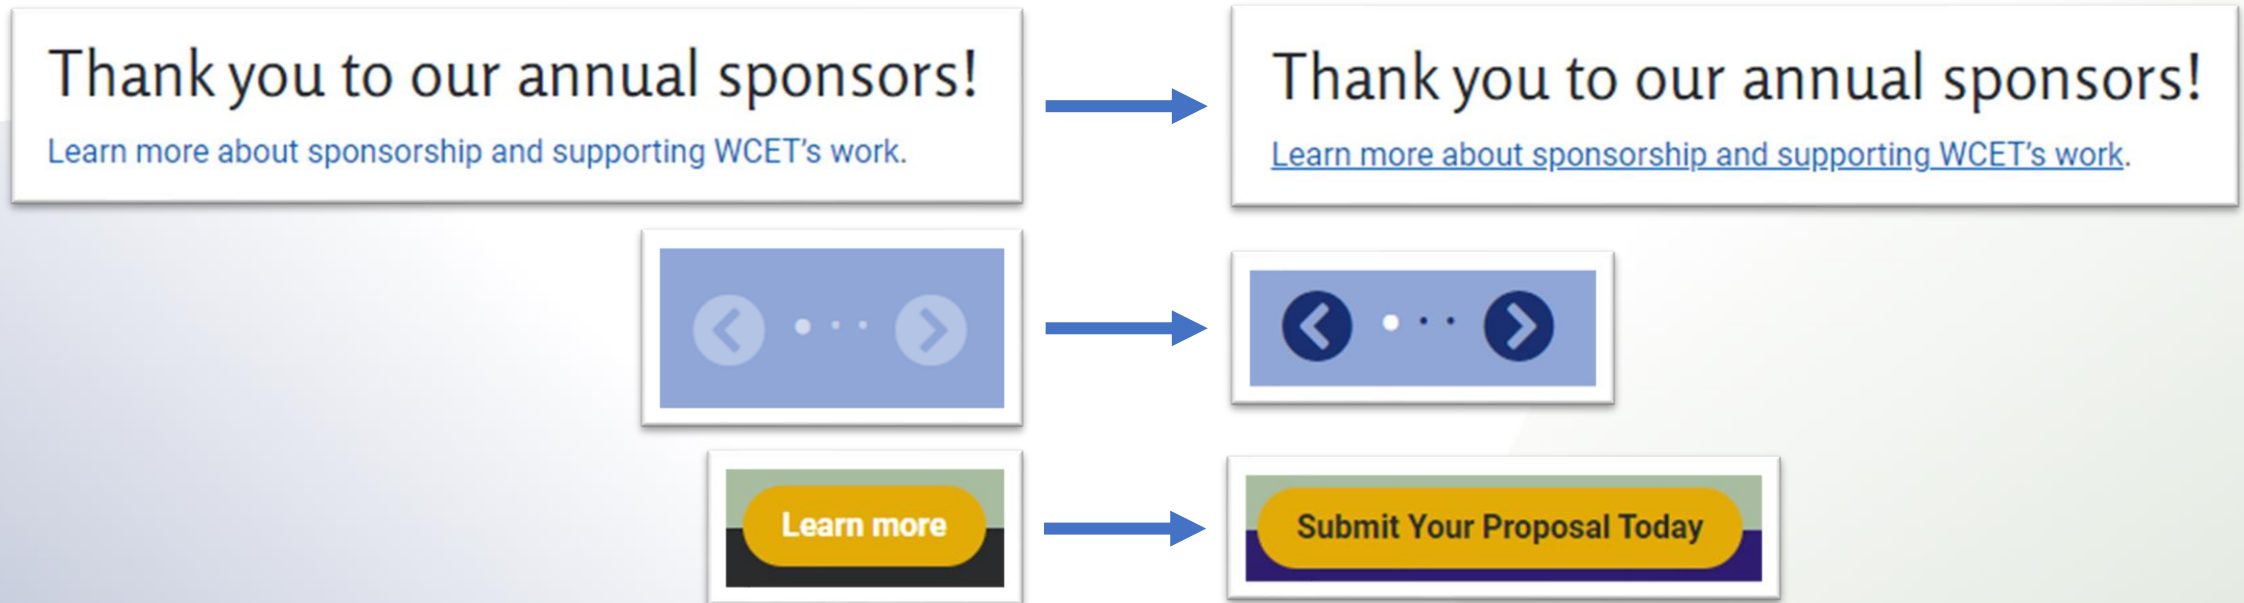 Thank you to our annual sponsors!
Learn more about sponsorship and supporting WCET's work.
Thank you to our annual sponsors!
Learn more about sponsorship and supporting WCET's work.
Learn more
Submit Your Proposal Today